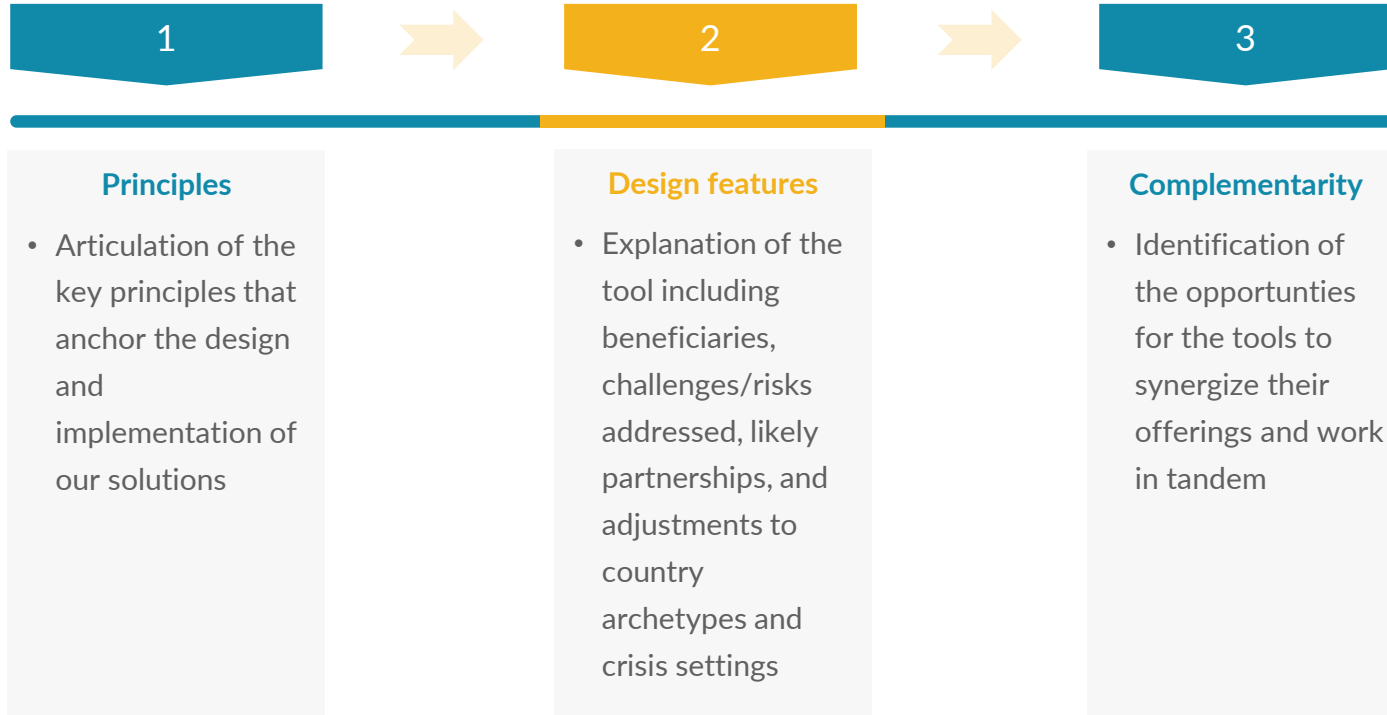 1
2
3
Principles
• Articulation of the
key principles that
anchor the design
and
implementation of
our solutions
Design features
• Explanation of the
tool including
beneficiaries,
challenges/risks
addressed, likely
partnerships, and
adjustments to
country
archetypes and
crisis settings
Complementarity
• Identification of
the opportunties
for the tools to
synergize their
offerings and work
in tandem